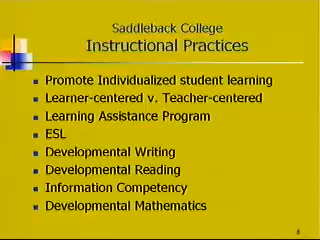 Saddleback College
Instructional Practices
Promote Individualized student learning
Learner-centered v. Teacher-centered
Learning Assistance Program
ESL
Developmental Writing
Developmental Reading
Information Competency
Developmental Mathematics
8